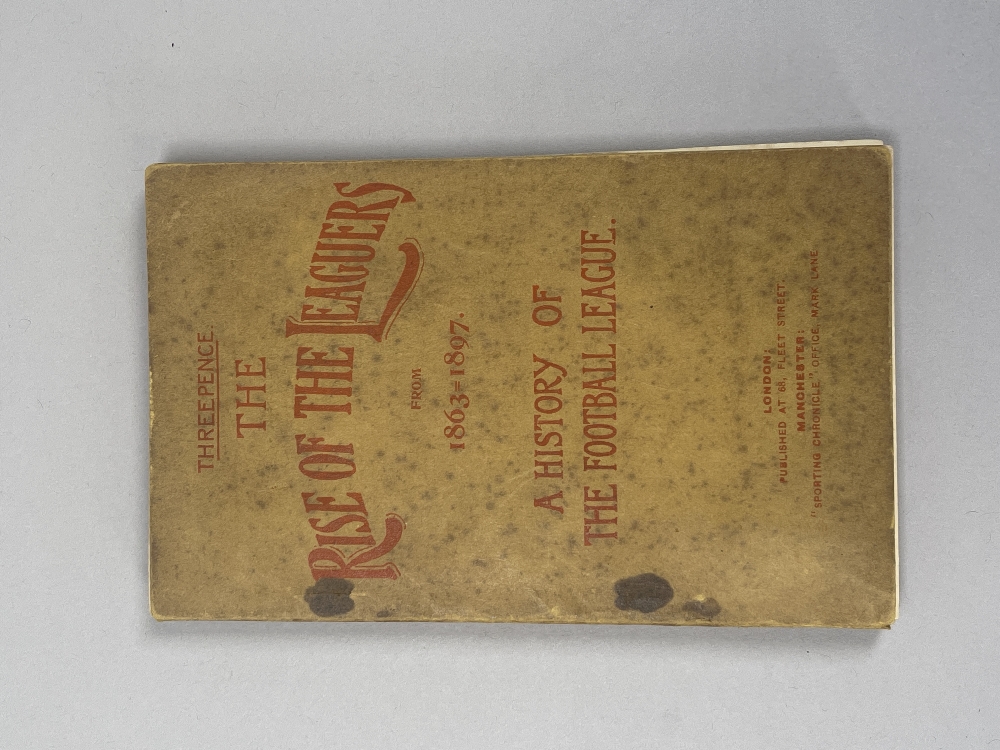 THREEPENCE.
THE
RISE OF THE LEAGUERS
FROM
1863=1897.
A HISTORY OF
THE FOOTBALL LEAGUE.
LONDON:
PUBLISHED AT 68, FLEET STREET.
MANCHESTER:
"SPORTING CHRONICLE" OFFICE, MARK LANE.